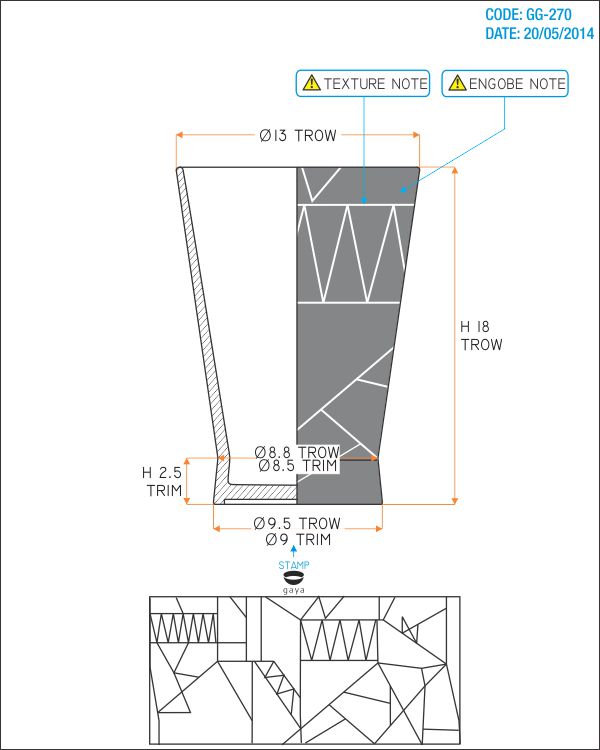 CODE: GG-270
DATE: 20/05/2014
TEXTURE NOTE
ENGOBE NOTE
Ø13 TROW
H 18
TROW
Ø8.8 TROW
Ø8.5 TRIM
H 2.5
TRIM
Ø9.5 TROW
Ø9 TRIM
STAMP
gaya